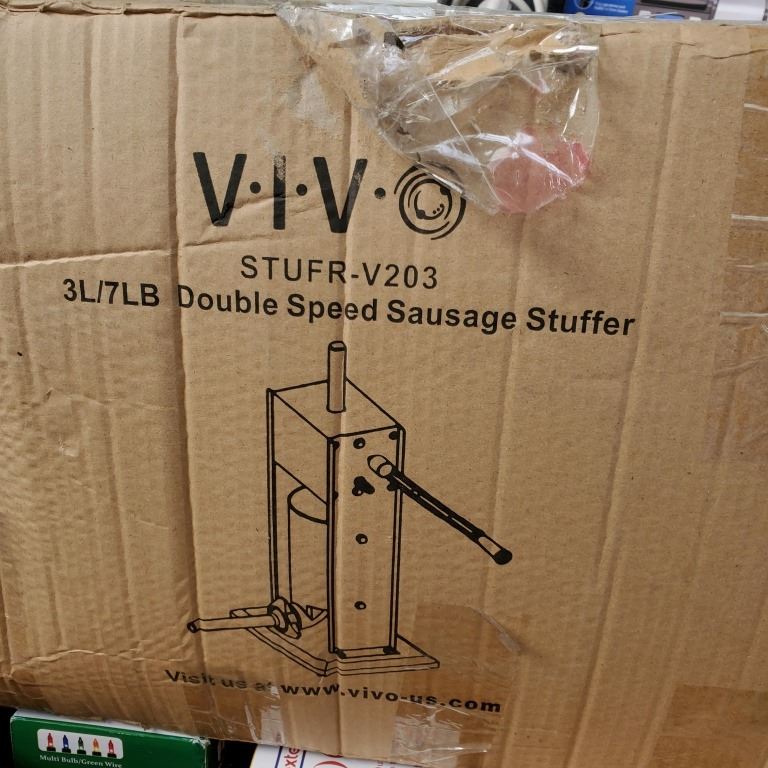 V·I·V·O
STUFR-V203
3L/7LB Double Speed Sausage Stuffer
Visit us at www.vivo-us.com
Multi Bulb/Green Wire